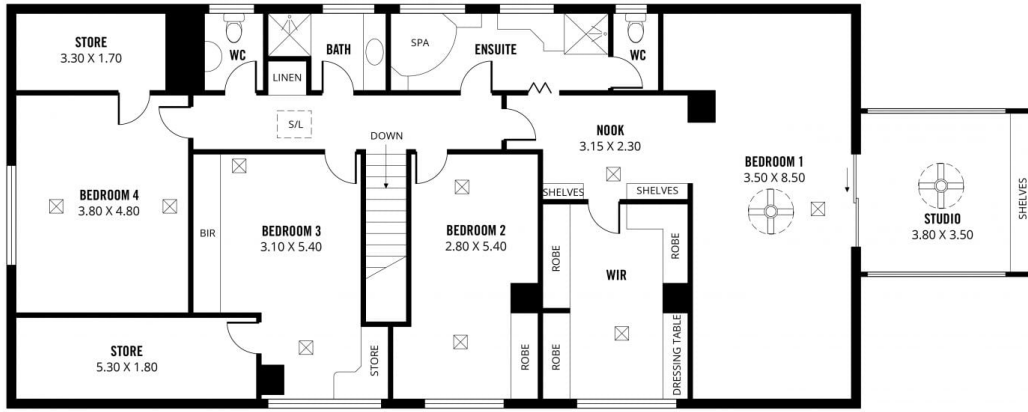 STORE
3.30 X 1.70
WC
BATH
SPA
ENSUITE
WC
LINEN
S/L
DOWN
NOOK
3.15 X 2.30
BEDROOM 1
3.50 X 8.50
BEDROOM 4
3.80 X 4.80
SHELVES
SHELVES
STUDIO
3.80 X 3.50
SHELVES
BIR
BEDROOM 3
3.10 X 5.40
BEDROOM 2
2.80 X 5.40
ROBE
WIR
ROBE
STORE
5.30 X 1.80
STORE
ROBE
ROBE
DRESSING TABLE